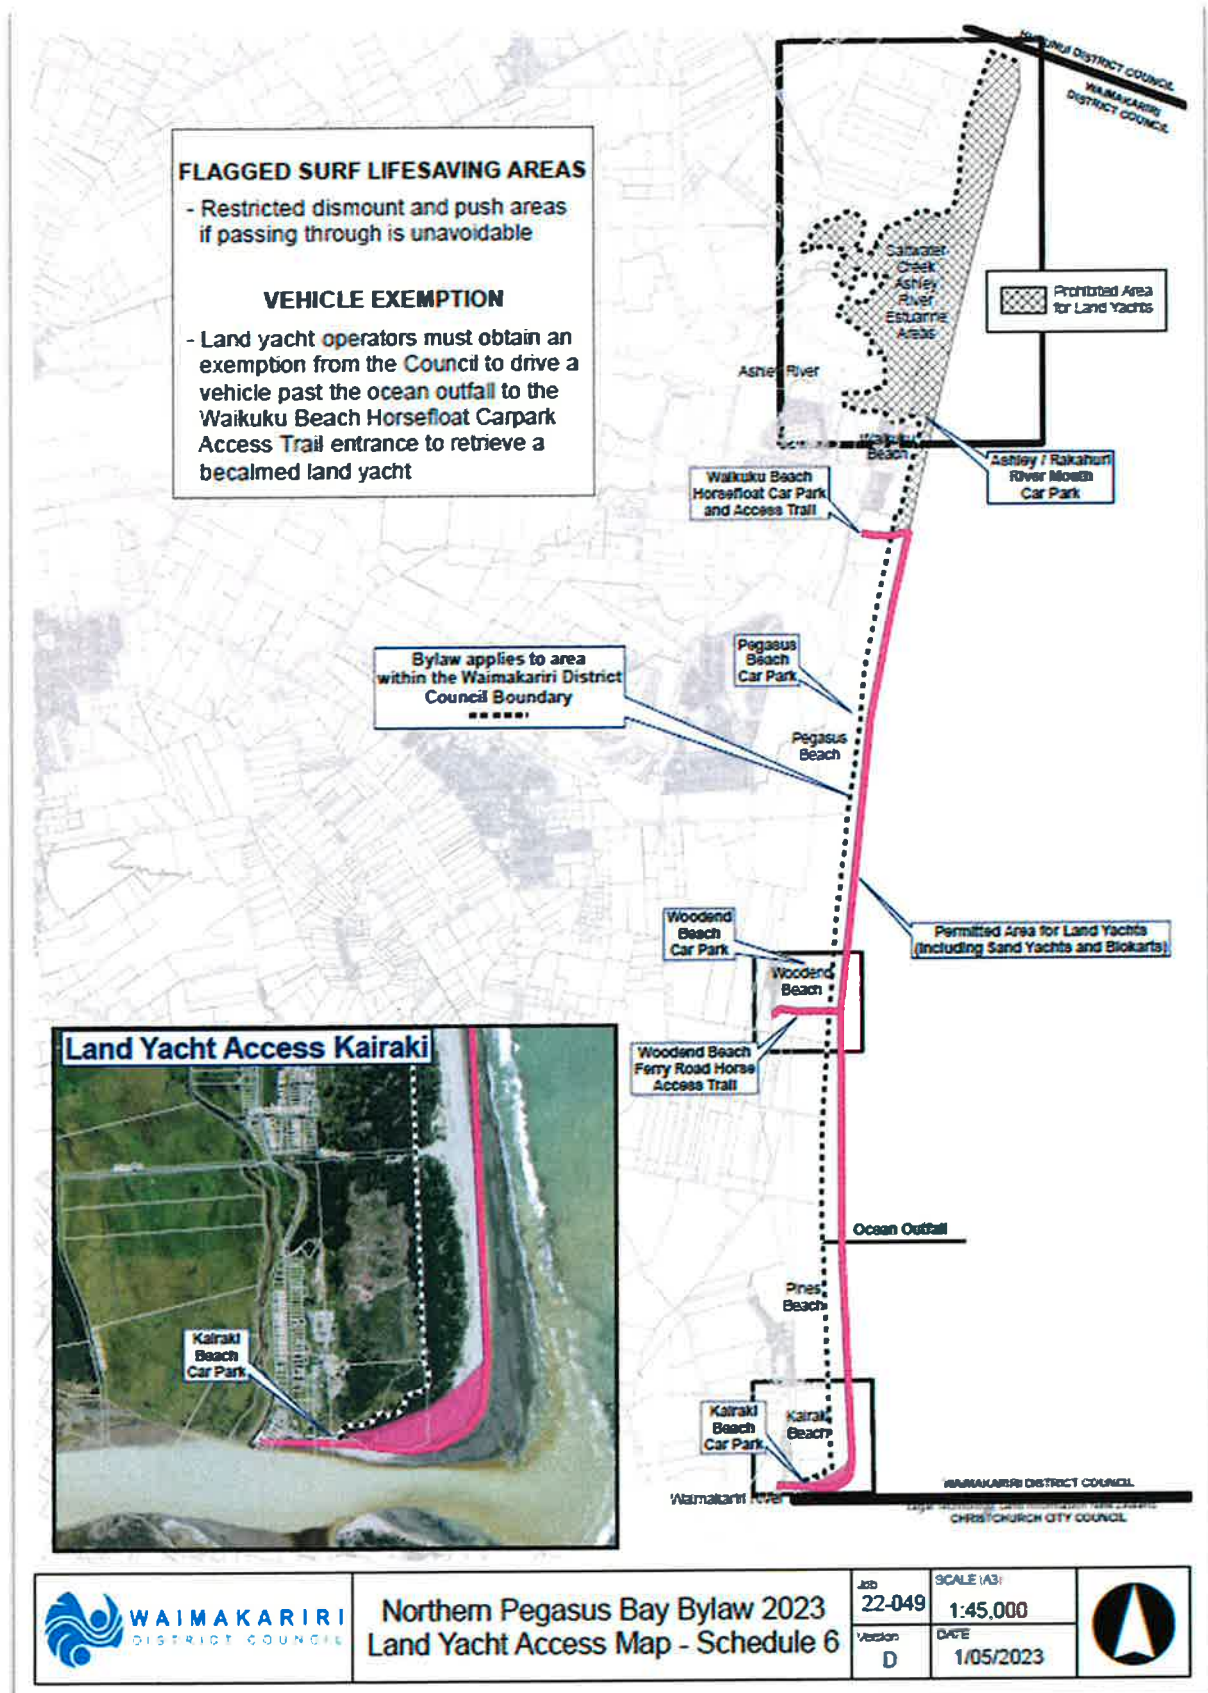 HURUNUI DISTRICT COUNCIL
WAIMAKARIRI
DISTRICT COUNCIL
FLAGGED SURF LIFESAVING AREAS
- Restricted dismount and push areas
if passing through is unavoidable
VEHICLE EXEMPTION
- Land yacht operators must obtain an
exemption from the Council to drive a
vehicle past the ocean outfall to the
Waikuku Beach Horsefloat Carpark
Access Trail entrance to retrieve a
becalmed land yacht
Saltwater
Creek
Ashley
River
Estuarine
Areas
Prohibited Area
for Land Yachts
Ashley River
Waikuku
Beach
Ashley / Rakahuri
River Mouth
Car Park
Waikuku Beach
Horsefloat Car Park
and Access Trail
Pegasus
Beach
Car Park
Bylaw applies to area
within the Waimakariri District
Council Boundary
Pegasus
Beach
Woodend
Beach
Car Park
Permitted Area for Land Yachts
(Including Sand Yachts and Blokarts)
Woodend
Beach
Woodend Beach
Ferry Road Horse
Access Trail
Land Yacht Access Kairaki
Kairaki
Beach
Car Park
Ocean Outfall
Pines
Beach
Kairaki
Beach
Car Park
Kairaki
Beach
Waimakariri River
WAIMAKARIRI DISTRICT COUNCIL
CHRISTCHURCH CITY COUNCIL
WAIMAKARIRI
DISTRICT COUNCIL
Northern Pegasus Bay Bylaw 2023
Land Yacht Access Map - Schedule 6
Job
22-049
Version
D
SCALE (A3)
1:45,000
DATE
1/05/2023